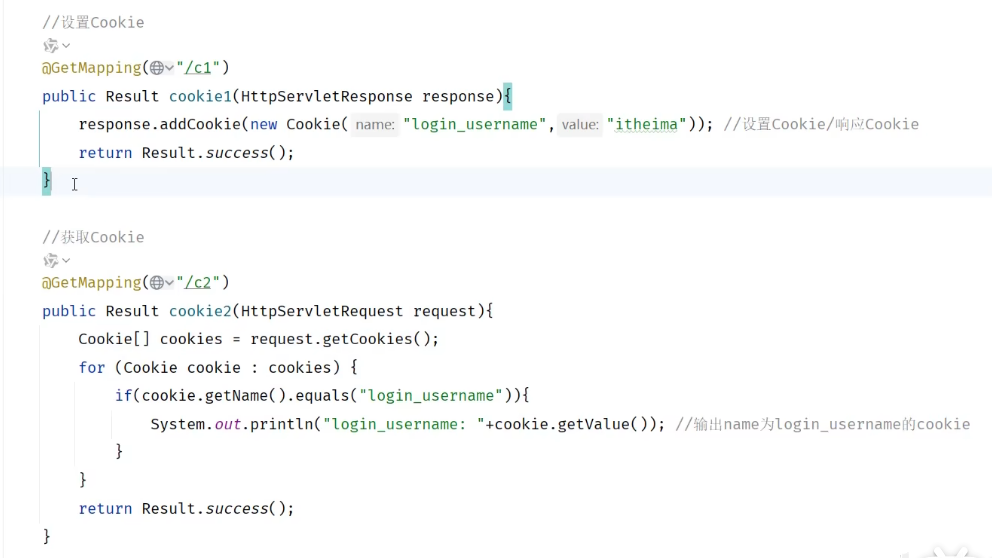 //设置Cookie
@GetMapping("/c1")
public Result cookie1(HttpServletResponse response){
response.addCookie(new Cookie( name: "login_username", value: "itheima")); //设置Cookie/响应Cookie
return Result.success();
}
//获取Cookie
@GetMapping("/c2")
public Result cookie2(HttpServletRequest request){
Cookie[] cookies = request.getCookies();
for (Cookie cookie : cookies) {
if(cookie.getName().equals("login_username")){
System.out.println("login_username: "+cookie.getValue()); //输出name为login_username的cookie
}
}
return Result.success();
}